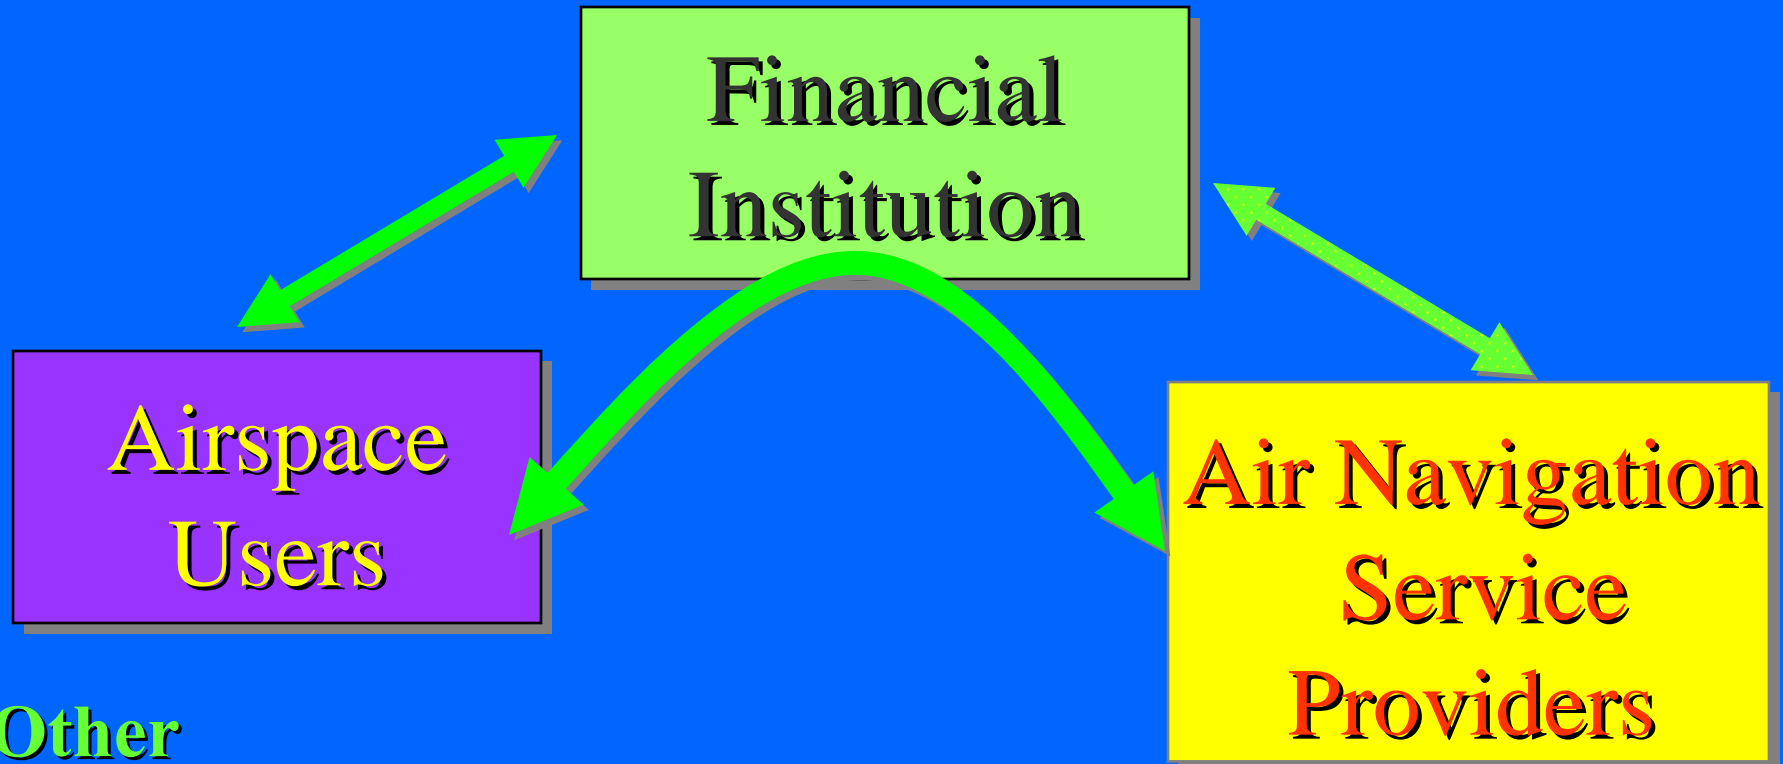 Financial
Institution
Airspace
Users
Air Navigation
Service
Providers
Other